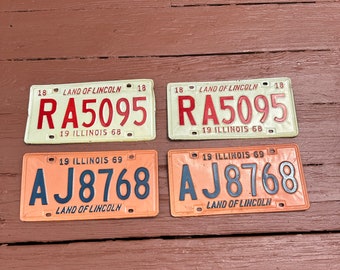 18 LAND OF LINCOLN 18
RA5095
19 ILLINOIS 68
18 LAND OF LINCOLN 18
RA5095
19 ILLINOIS 68
19 ILLINOIS 69
AJ8768
LAND OF LINCOLN
19 ILLINOIS 69
AJ8768
LAND OF LINCOLN